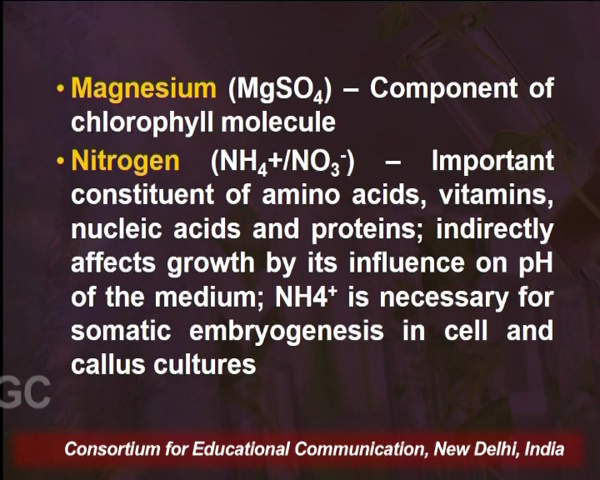 • Magnesium (MgSO₄) – Component of
chlorophyll molecule
• Nitrogen (NH₄+/NO₃⁻) – Important
constituent of amino acids, vitamins,
nucleic acids and proteins; indirectly
affects growth by its influence on pH
of the medium; NH4⁺ is necessary for
somatic embryogenesis in cell and
callus cultures
GC
Consortium for Educational Communication, New Delhi, India